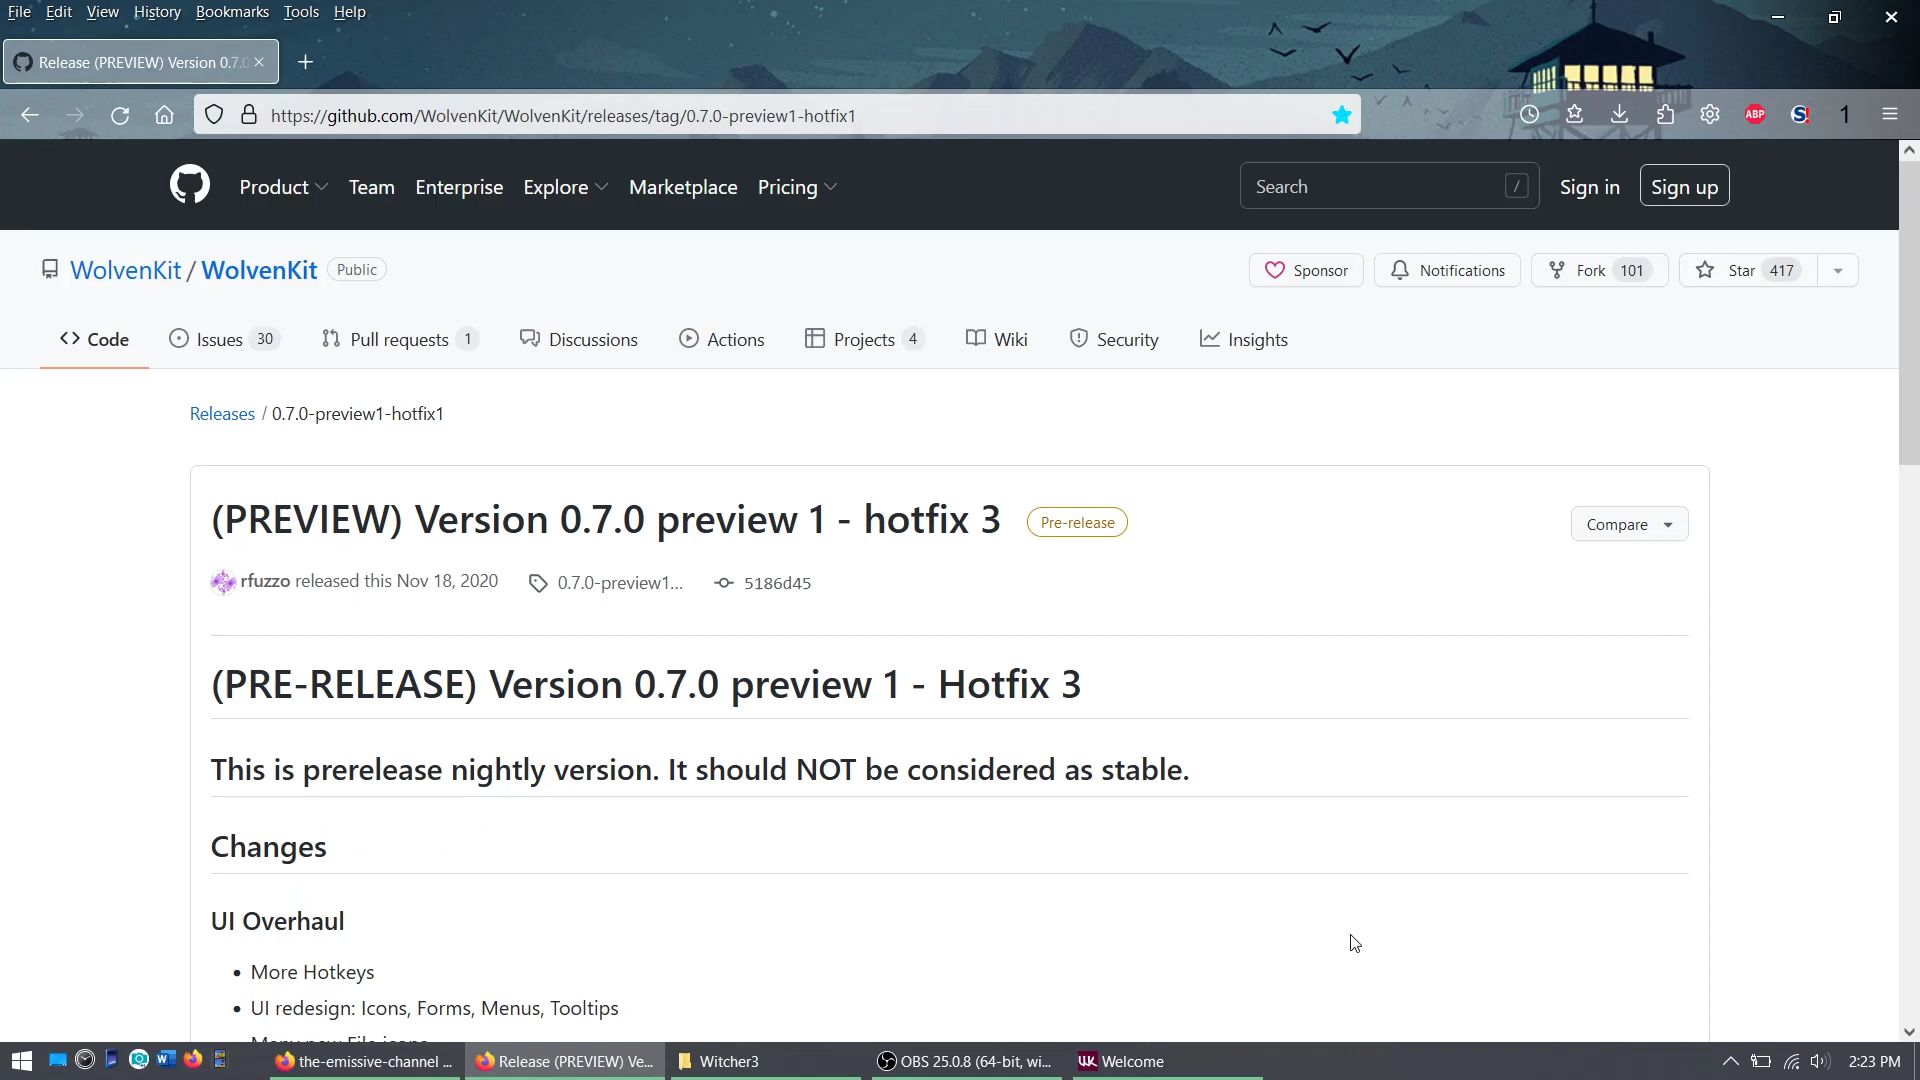 File Edit View History Bookmarks Tools Help
Release (PREVIEW) Version 0.7.0
https://github.com/WolvenKit/WolvenKit/releases/tag/0.7.0-preview1-hotfix1
ABP S! 1
Product Team Enterprise Explore Marketplace Pricing Search / Sign in Sign up
WolvenKit / WolvenKit Public Sponsor Notifications Fork 101 Star 417
Code Issues 30 Pull requests 1 Discussions Actions Projects 4 Wiki Security Insights
Releases / 0.7.0-preview1-hotfix1
(PREVIEW) Version 0.7.0 preview 1 - hotfix 3 Pre-release Compare
rfuzzo released this Nov 18, 2020 0.7.0-preview1... 5186d45
(PRE-RELEASE) Version 0.7.0 preview 1 - Hotfix 3
This is prerelease nightly version. It should NOT be considered as stable.
Changes
UI Overhaul
• More Hotkeys
• UI redesign: Icons, Forms, Menus, Tooltips
Many new File icons
the-emissive-channel ... Release (PREVIEW) Ve... Witcher3 OBS 25.0.8 (64-bit, wi... WK Welcome 2:23 PM